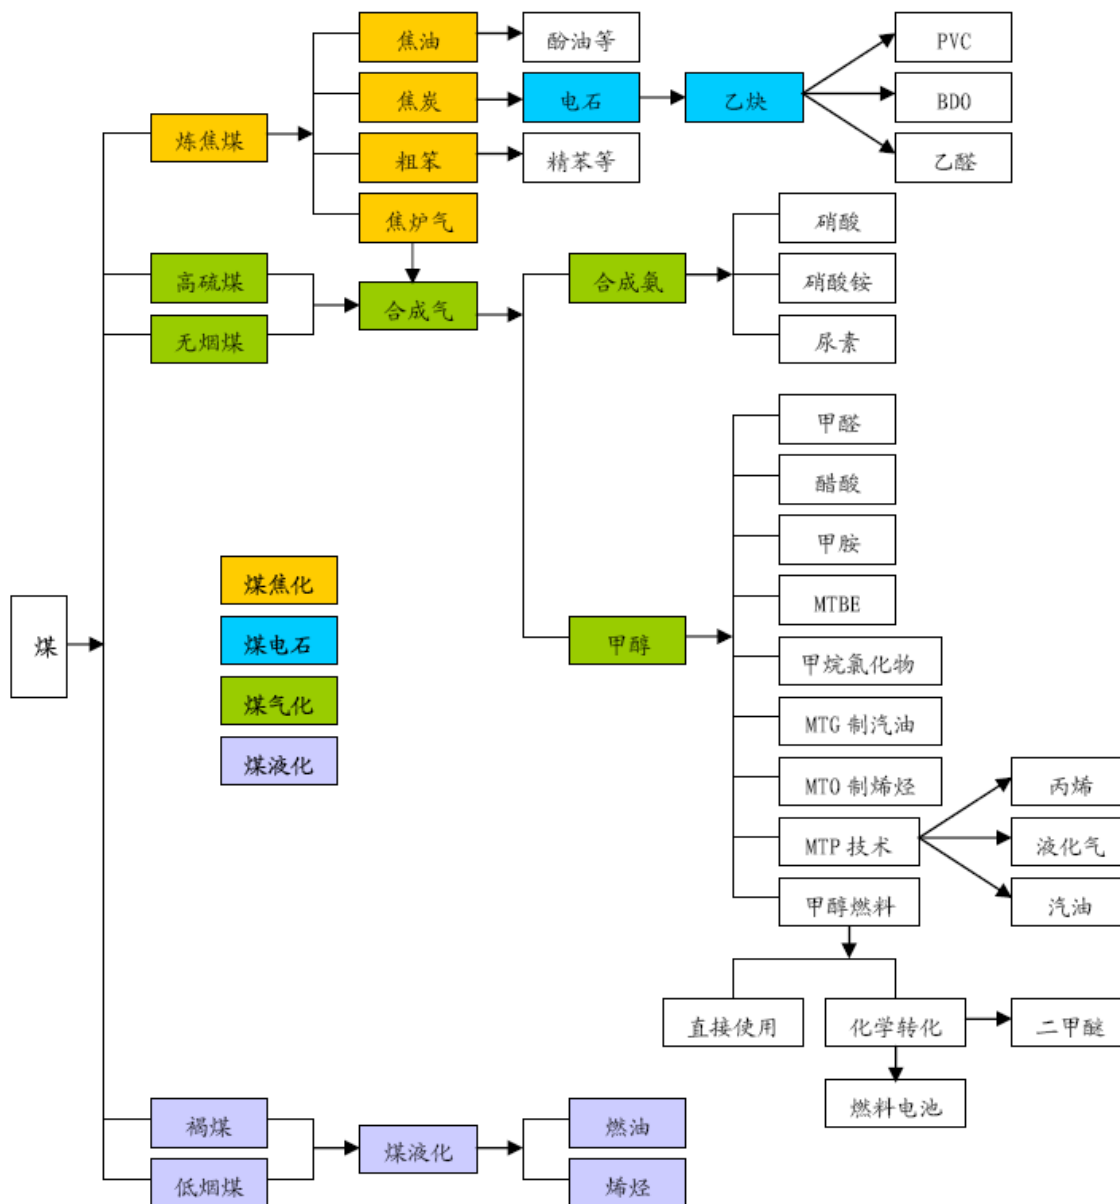 焦油
酚油等
PVC
焦炭
电石
乙炔
BDO
炼焦煤
粗笨
精苯等
乙醛
焦炉气
硝酸
高硫煤
合成气
合成氨
硝酸铵
无烟煤
尿素
甲醛
醋酸
甲胺
煤焦化
MTBE
煤
煤电石
甲醇
甲烷氯化物
煤气化
MTG 制汽油
煤液化
MTO 制烯烃
丙烯
MTP 技术
液化气
甲醇燃料
汽油
直接使用
化学转化
二甲醚
燃料电池
褐煤
煤液化
燃油
低烟煤
烯烃